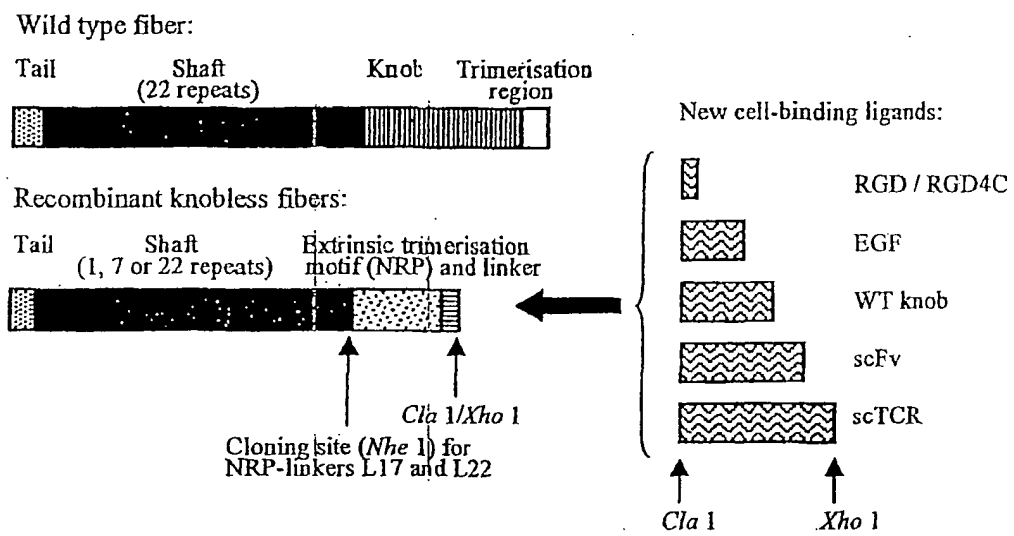 Wild type fiber:
Tail
Shaft
(22 repeats)
Knob
Trimerisation
region
Recombinant knobless fibers:
Tail
Shaft
(1, 7 or 22 repeats)
Extrinsic trimerisation
motif (NRP) and linker
Cla 1/Xho 1
Cloning site (Nhe 1) for
NRP-linkers L17 and L22
New cell-binding ligands:
RGD / RGD4C
EGF
WT knob
scFv
scTCR
Cla 1
Xho 1